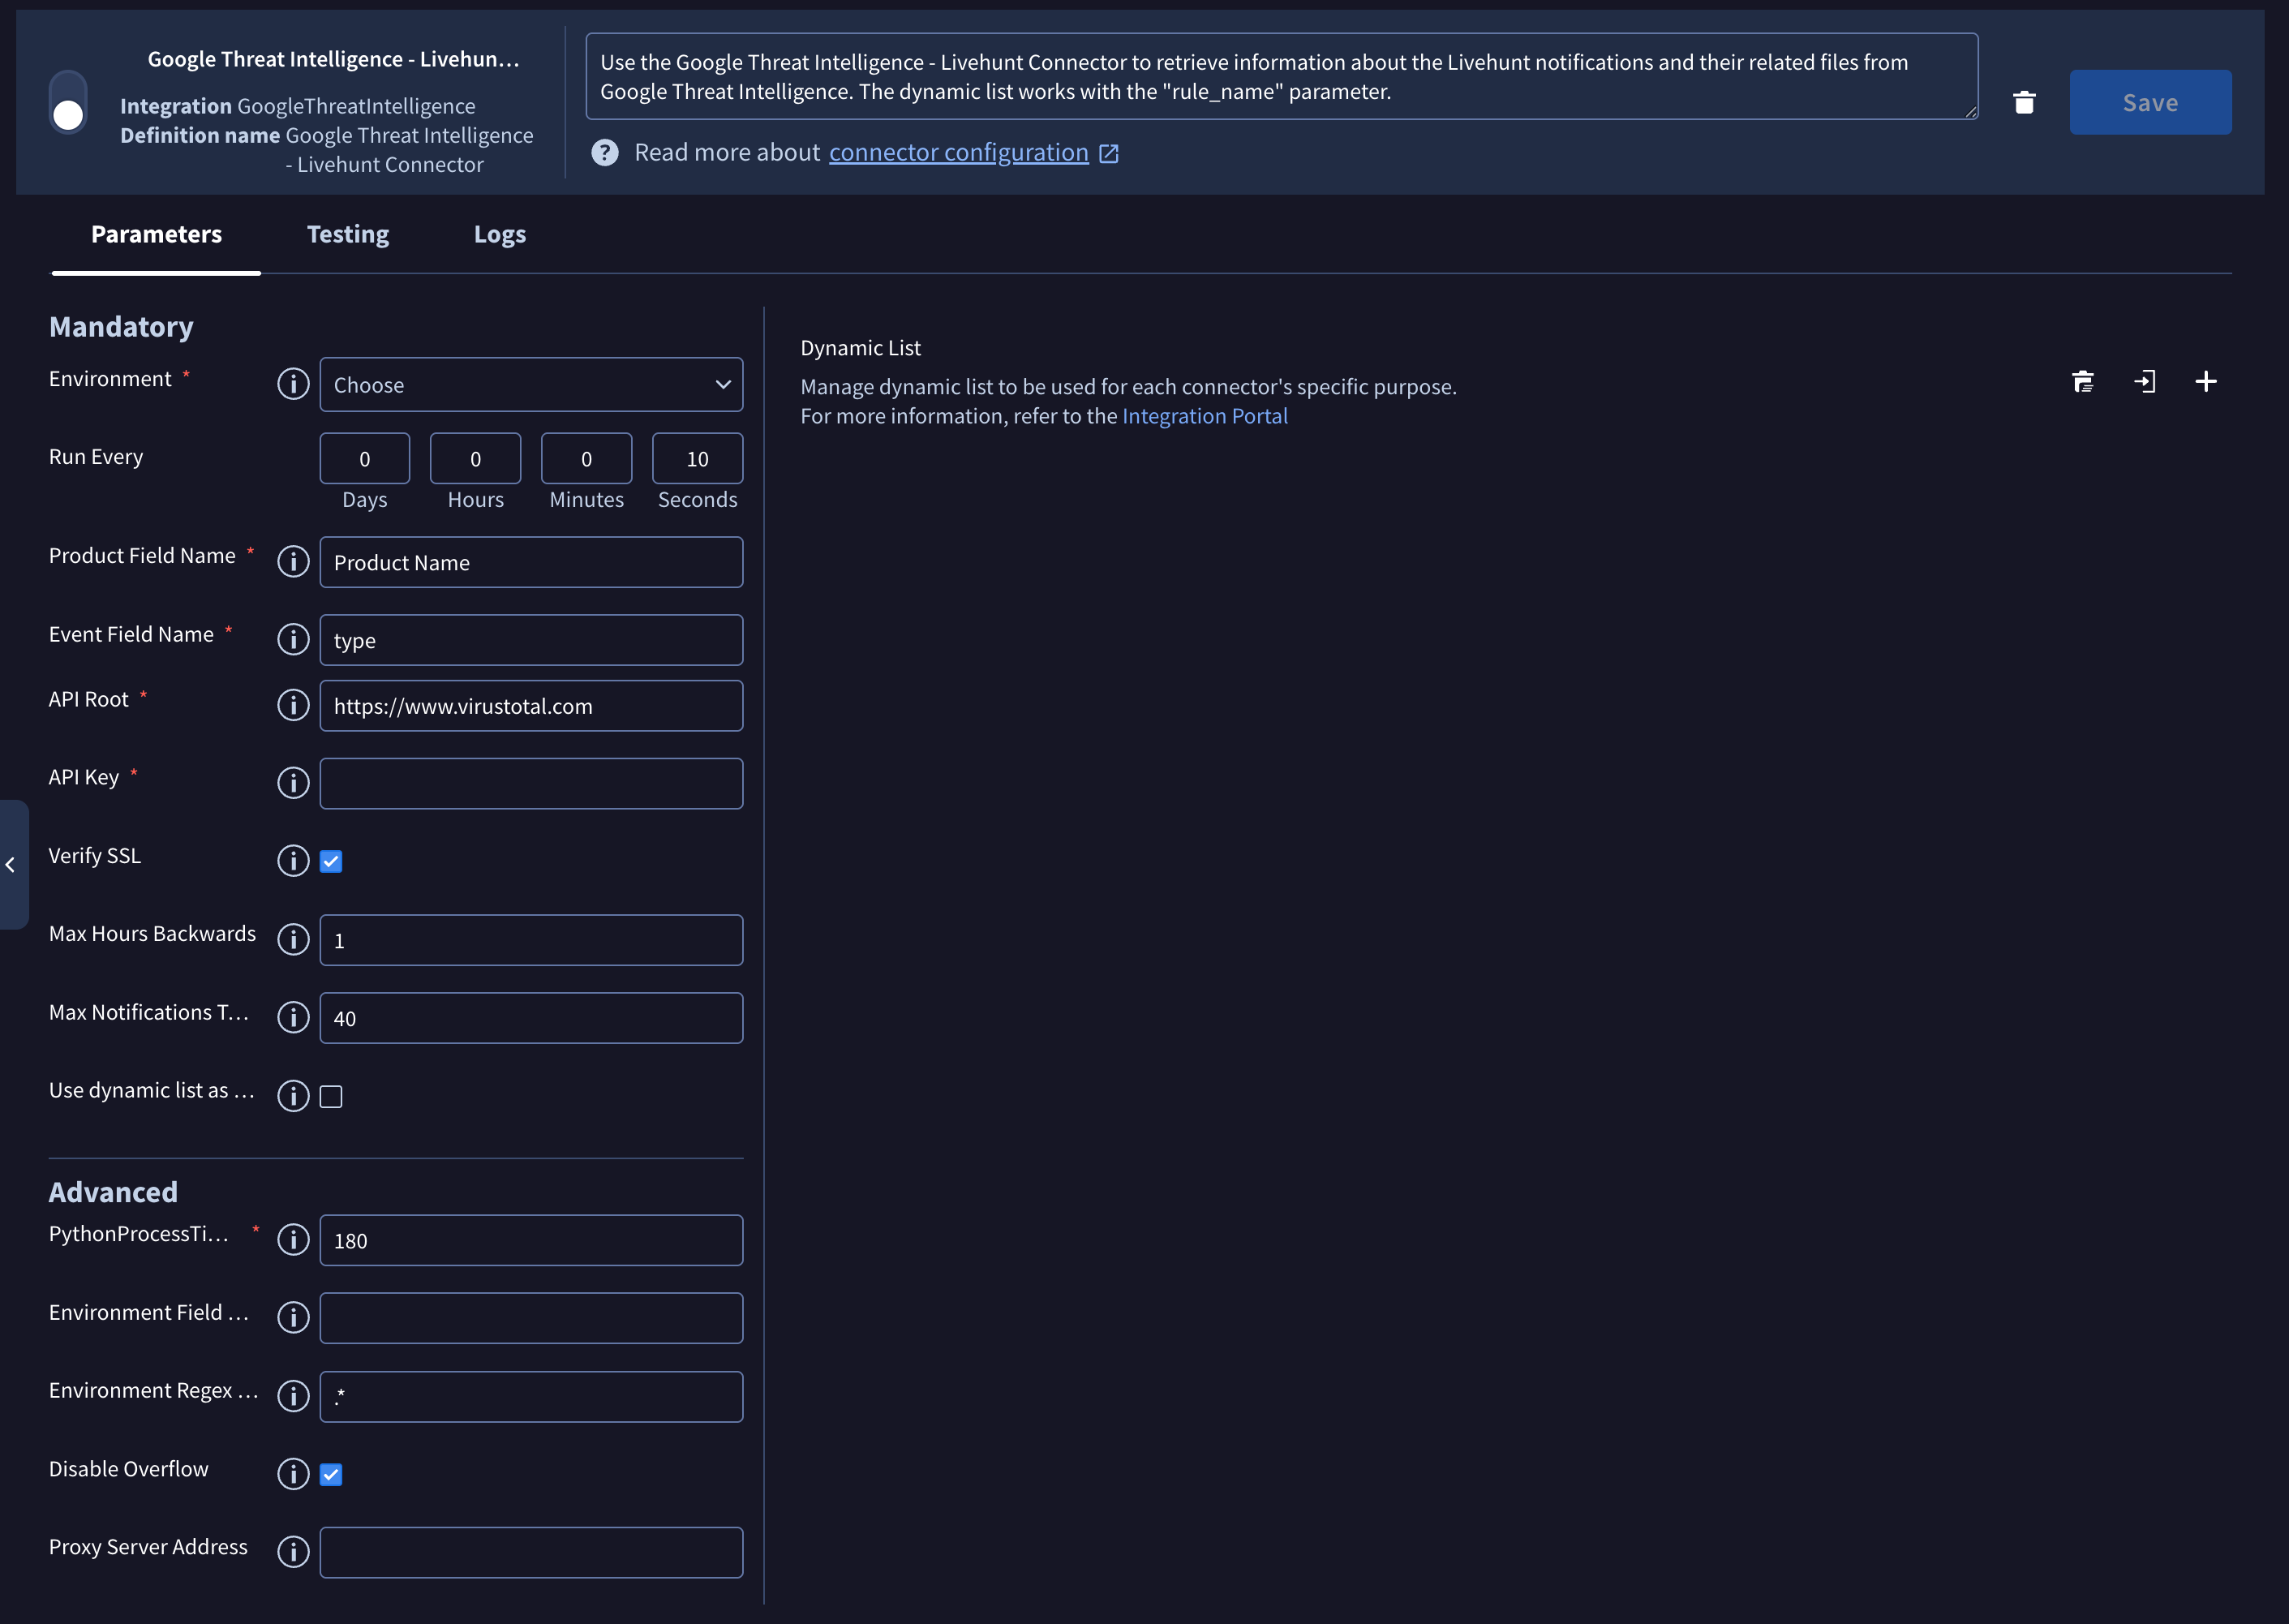 Google Threat Intelligence - Livehun…
Integration GoogleThreatIntelligence
Definition name Google Threat Intelligence
- Livehunt Connector
Use the Google Threat Intelligence - Livehunt Connector to retrieve information about the Livehunt notifications and their related files from
Google Threat Intelligence. The dynamic list works with the "rule_name" parameter.
? Read more about connector configuration
Save
Parameters Testing Logs
Mandatory
Environment * Choose
Run Every 0 0 0 10
Days Hours Minutes Seconds
Product Field Name * Product Name
Event Field Name * type
API Root * https://www.virustotal.com
API Key *
Verify SSL
Max Hours Backwards 1
Max Notifications T… 40
Use dynamic list as …
Advanced
PythonProcessTi… * 180
Environment Field …
Environment Regex … .*
Disable Overflow
Proxy Server Address
Dynamic List
Manage dynamic list to be used for each connector's specific purpose.
For more information, refer to the Integration Portal